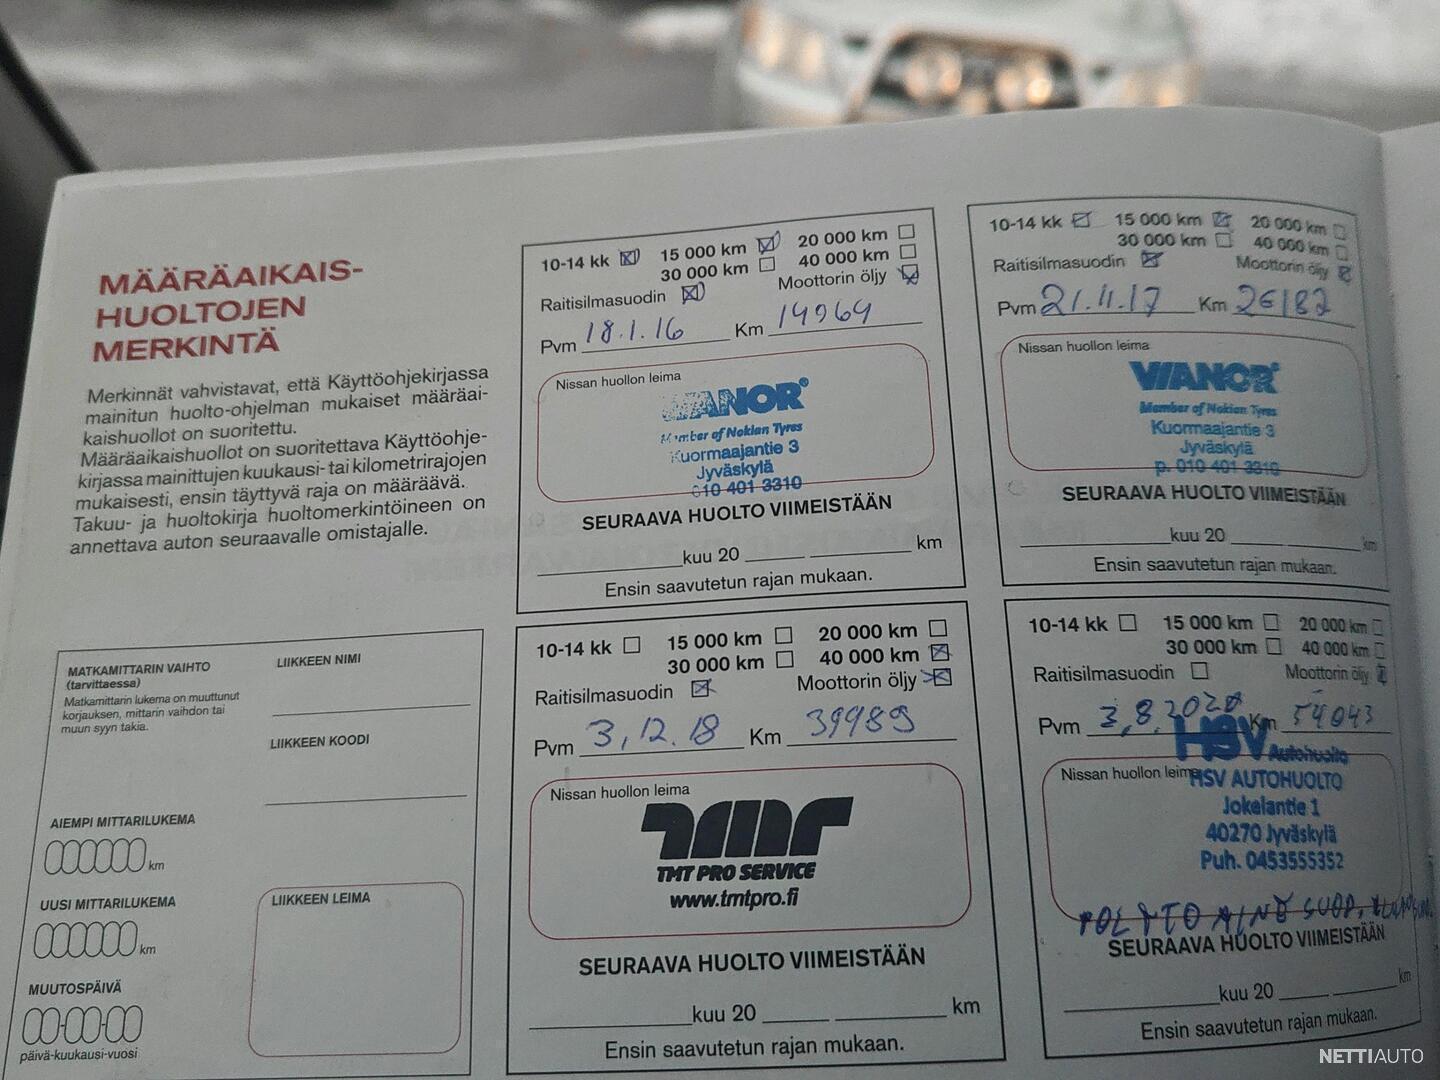 MÄÄRÄAIKAIS-
HUOLTOJEN
MERKINTÄ
Merkinnät vahvistavat, että Käyttöohjekirjassa
mainitun huolto-ohjelman mukaiset määräai-
kaishuollot on suoritettu.
Määräaikaishuollot on suoritettava Käyttöohje-
kirjassa mainittujen kuukausi- tai kilometrirajojen
mukaisesti, ensin täyttyvä raja on määräävä.
Takuu- ja huoltokirja huoltomerkintöineen on
annettava auton seuraavalle omistajalle.
10-14 kk 15 000 km 20 000 km
30 000 km 40 000 km
Raitisilmasuodin Moottorin öljy
Pvm 18.1.16 Km 14964
Nissan huollon leima
VIANOR
Member of Nokian Tyres
Kuormaajantie 3
Jyväskylä
010 401 3310
SEURAAVA HUOLTO VIIMEISTÄÄN
kuu 20 km
Ensin saavutetun rajan mukaan.
10-14 kk 15 000 km 20 000 km
30 000 km 40 000 km
Raitisilmasuodin Moottorin öljy
Pvm 21.11.17 Km 26182
Nissan huollon leima
VIANOR
Member of Nokian Tyres
Kuormaajantie 3
Jyväskylä
p. 010 401 3310
SEURAAVA HUOLTO VIIMEISTÄÄN
kuu 20 km
Ensin saavutetun rajan mukaan.
MATKAMITTARIN VAIHTO
(tarvittaessa)
Matkamittarin lukema on muuttunut
korjauksen, mittarin vaihdon tai
muun syyn takia.
LIIKKEEN NIMI
LIIKKEEN KOODI
AIEMPI MITTARILUKEMA
km
UUSI MITTARILUKEMA
km
MUUTOSPÄIVÄ
päivä-kuukausi-vuosi
LIIKKEEN LEIMA
10-14 kk 15 000 km 20 000 km
30 000 km 40 000 km
Raitisilmasuodin Moottorin öljy
Pvm 3,12.18 Km 39989
Nissan huollon leima
TMT
TMT PRO SERVICE
www.tmtpro.fi
SEURAAVA HUOLTO VIIMEISTÄÄN
kuu 20 km
Ensin saavutetun rajan mukaan.
10-14 kk 15 000 km 20 000 km
30 000 km 40 000 km
Raitisilmasuodin Moottorin öljy
Pvm 3,8.2020 Km 54043
HSV Autohuolto
Nissan huollon leima
HSV AUTOHUOLTO
Jokelantie 1
40270 Jyväskylä
Puh. 0453555352
POLTTOAINE SUOD,
SEURAAVA HUOLTO VIIMEISTÄÄN
kuu 20 km
Ensin saavutetun rajan mukaan.
NETTIAUTO